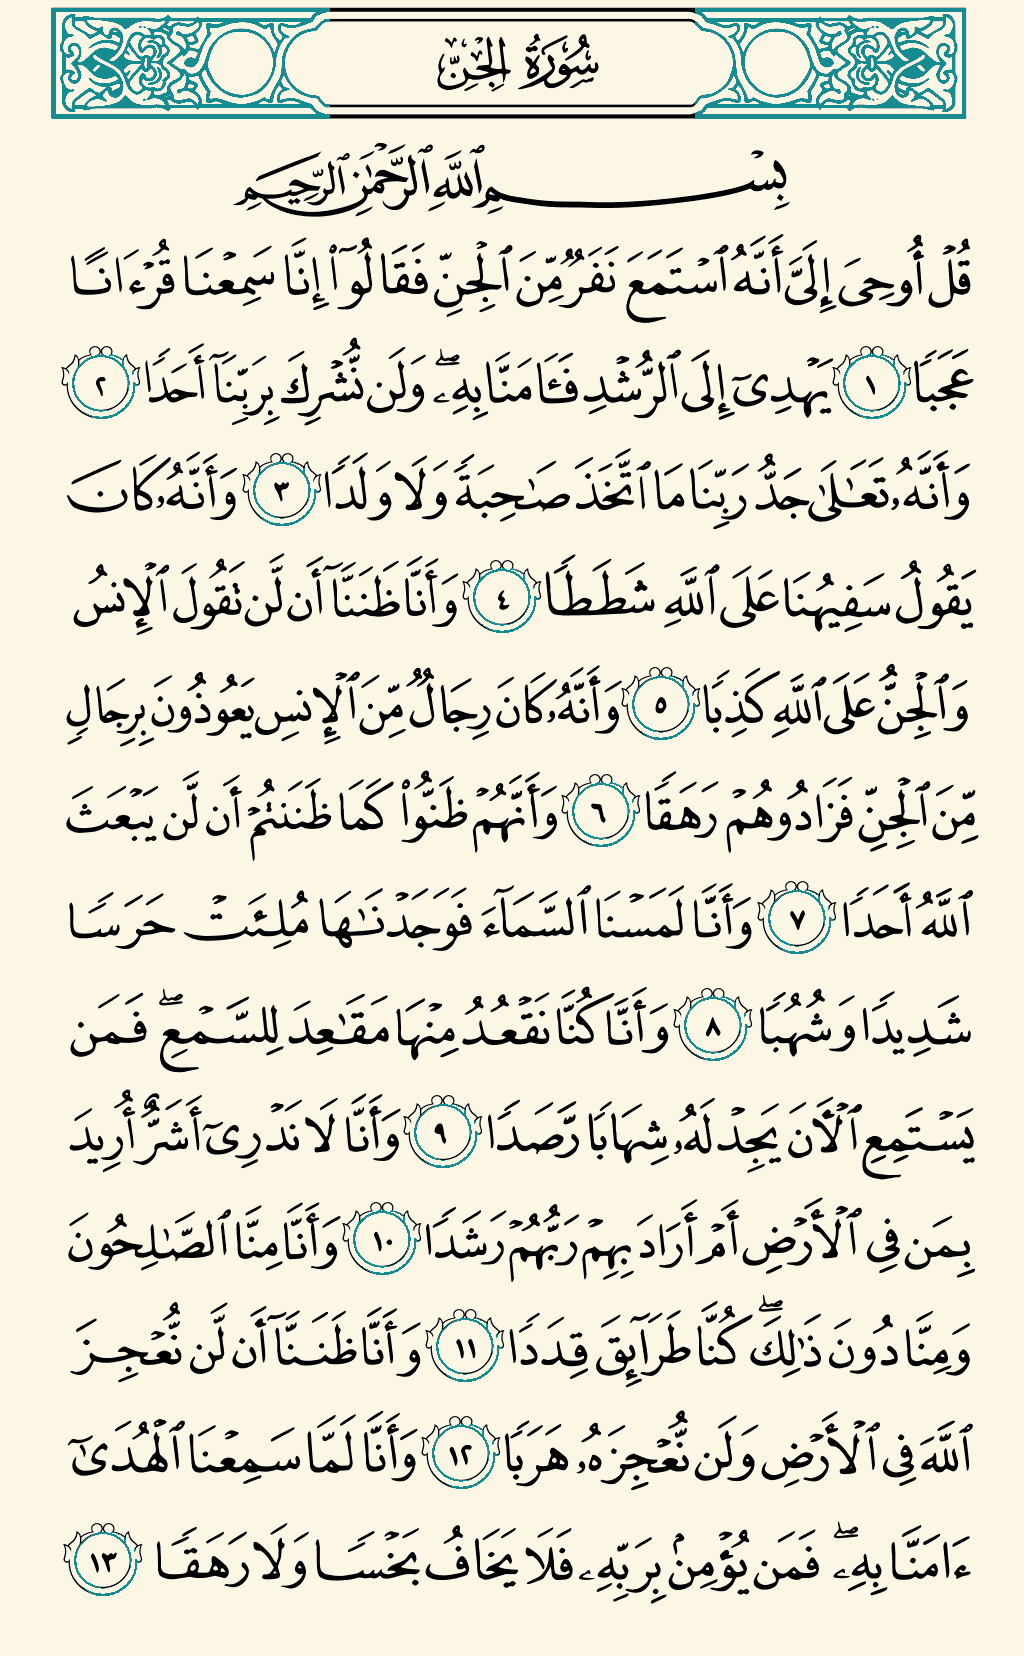 سُورَةُ الجِنِّ
بِسْمِ ٱللَّهِ ٱلرَّحْمَٰنِ ٱلرَّحِيمِ
قُلْ أُوحِىَ إِلَىَّ أَنَّهُ ٱسْتَمَعَ نَفَرٌ مِّنَ ٱلْجِنِّ فَقَالُوٓا۟ إِنَّا سَمِعْنَا قُرْءَانًا
عَجَبًا ١ يَهْدِىٓ إِلَى ٱلرُّشْدِ فَـَٔامَنَّا بِهِۦ ۖ وَلَن نُّشْرِكَ بِرَبِّنَآ أَحَدًا ٢
وَأَنَّهُۥ تَعَٰلَىٰ جَدُّ رَبِّنَا مَا ٱتَّخَذَ صَٰحِبَةً وَلَا وَلَدًا ٣ وَأَنَّهُۥ كَانَ
يَقُولُ سَفِيهُنَا عَلَى ٱللَّهِ شَطَطًا ٤ وَأَنَّا ظَنَنَّآ أَن لَّن تَقُولَ ٱلْإِنسُ
وَٱلْجِنُّ عَلَى ٱللَّهِ كَذِبًا ٥ وَأَنَّهُۥ كَانَ رِجَالٌ مِّنَ ٱلْإِنسِ يَعُوذُونَ بِرِجَالٍ
مِّنَ ٱلْجِنِّ فَزَادُوهُمْ رَهَقًا ٦ وَأَنَّهُمْ ظَنُّوا۟ كَمَا ظَنَنتُمْ أَن لَّن يَبْعَثَ
ٱللَّهُ أَحَدًا ٧ وَأَنَّا لَمَسْنَا ٱلسَّمَآءَ فَوَجَدْنَٰهَا مُلِئَتْ حَرَسًا
شَدِيدًا وَشُهُبًا ٨ وَأَنَّا كُنَّا نَقْعُدُ مِنْهَا مَقَٰعِدَ لِلسَّمْعِ ۖ فَمَن
يَسْتَمِعِ ٱلْـَٔانَ يَجِدْ لَهُۥ شِهَابًا رَّصَدًا ٩ وَأَنَّا لَا نَدْرِىٓ أَشَرٌّ أُرِيدَ
بِمَن فِى ٱلْأَرْضِ أَمْ أَرَادَ بِهِمْ رَبُّهُمْ رَشَدًا ١٠ وَأَنَّا مِنَّا ٱلصَّٰلِحُونَ
وَمِنَّا دُونَ ذَٰلِكَ ۖ كُنَّا طَرَآئِقَ قِدَدًا ١١ وَأَنَّا ظَنَنَّآ أَن لَّن نُّعْجِزَ
ٱللَّهَ فِى ٱلْأَرْضِ وَلَن نُّعْجِزَهُۥ هَرَبًا ١٢ وَأَنَّا لَمَّا سَمِعْنَا ٱلْهُدَىٰٓ
ءَامَنَّا بِهِۦ ۖ فَمَن يُؤْمِنۢ بِرَبِّهِۦ فَلَا يَخَافُ بَخْسًا وَلَا رَهَقًا ١٣